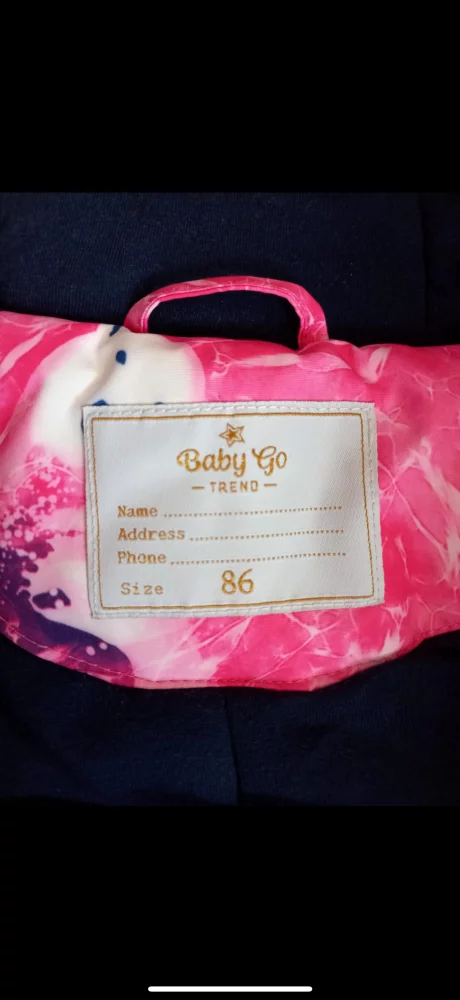 Baby Go
— TREND —
Name ........................................
Address ...................................
Phone .......................................
Size 86